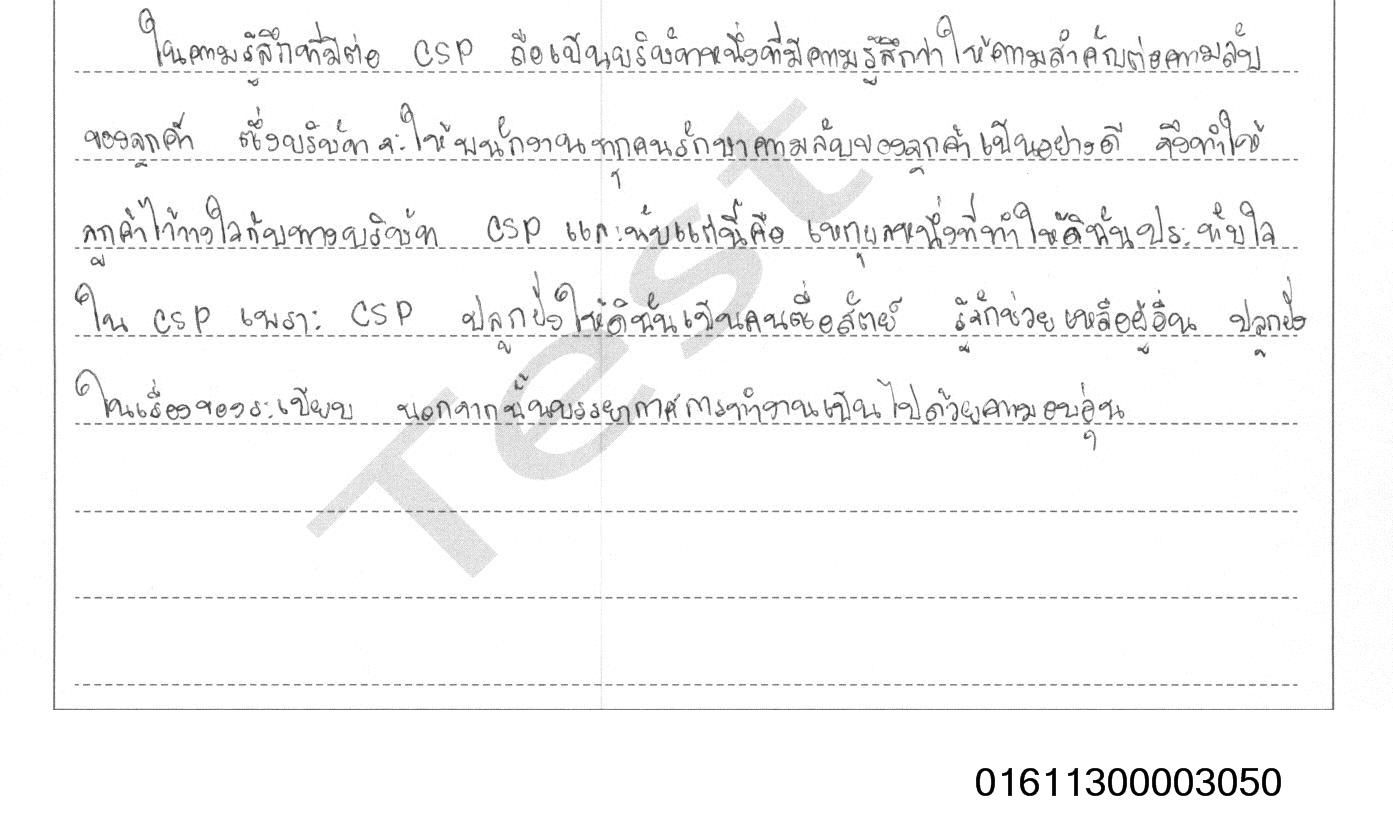 ในความรู้สึกที่มีต่อ CSP ถือเป็นบริษัทหนึ่งที่มีความรู้สึกว่าให้ความสำคัญต่อความลับ
ของลูกค้า ซึ่งบริษัทจะให้พนักงานทุกคนรักษาความลับของลูกค้าเป็นอย่างดี จึงทำให้
ลูกค้าไว้วางใจกับทางบริษัท CSP และนับแต่นี้คือ เหตุผลหนึ่งที่ทำให้ดิฉันประทับใจ
ใน CSP เพราะ CSP ปลูกฝังให้ดิฉันเป็นคนซื่อสัตย์ รู้จักช่วยเหลือผู้อื่น ปลูกฝัง
ในเรื่องของระเบียบ นอกจากนั้นบรรยากาศการทำงานเป็นไปด้วยความอบอุ่น
Test
01611300003050